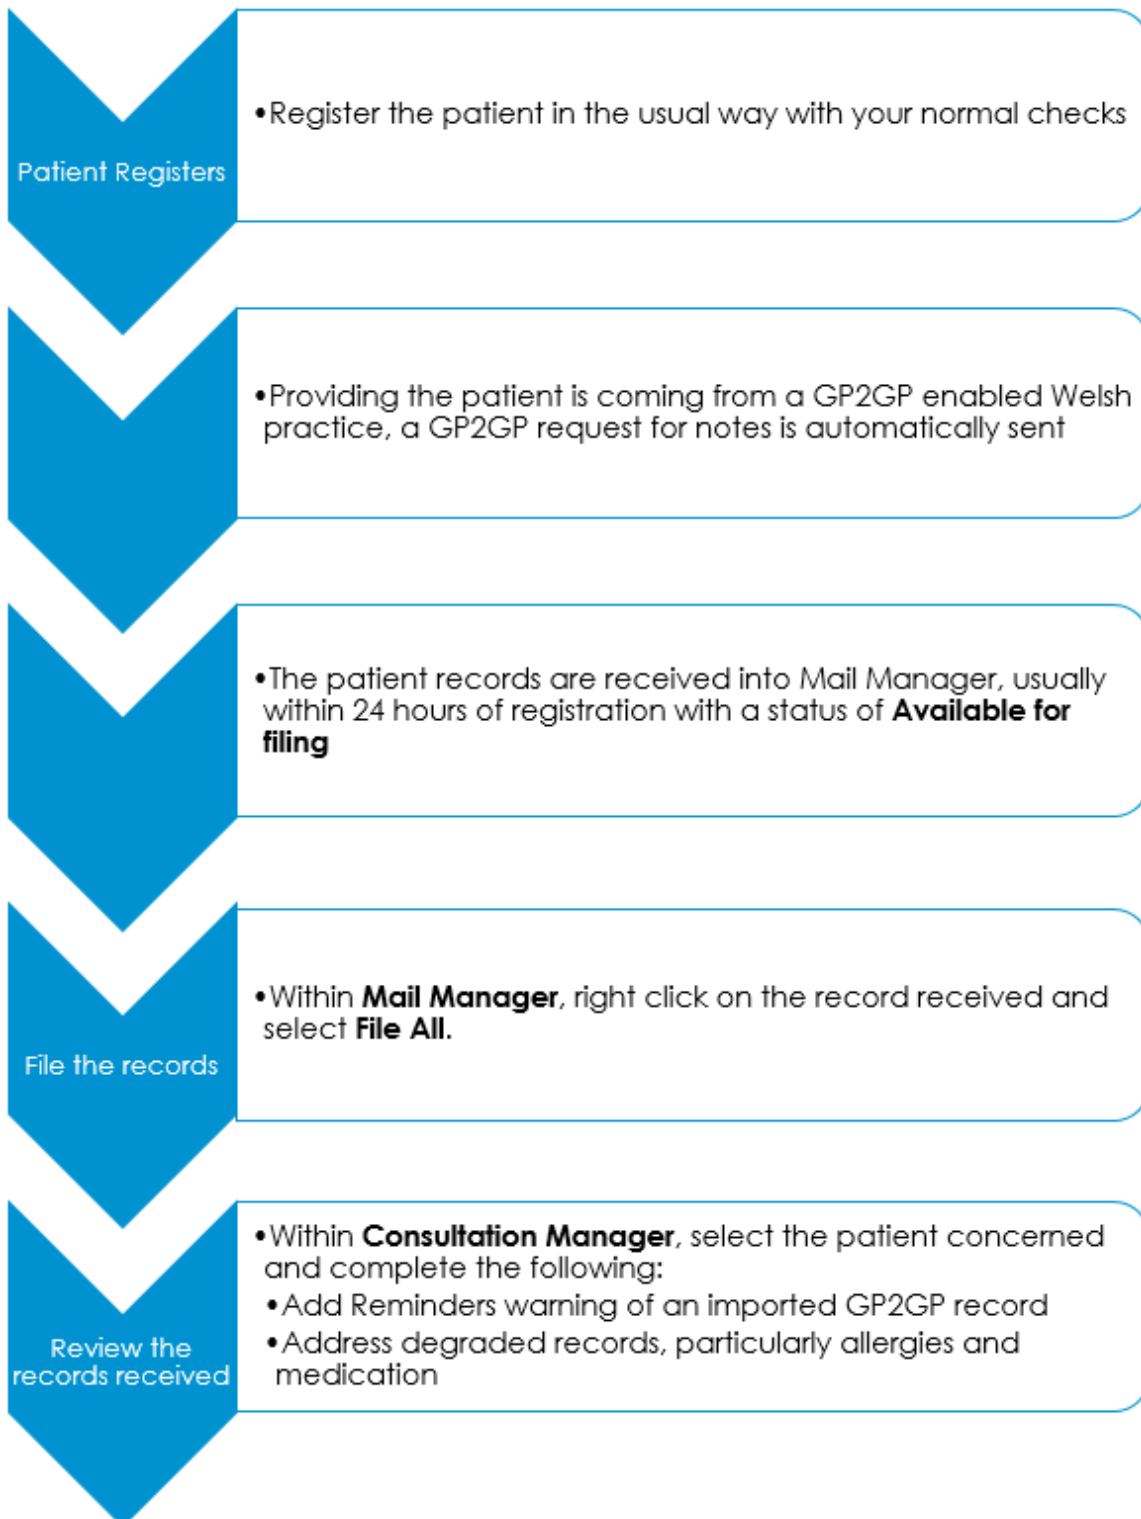 Patient Registers
•Register the patient in the usual way with your normal checks
•Providing the patient is coming from a GP2GP enabled Welsh
practice, a GP2GP request for notes is automatically sent
•The patient records are received into Mail Manager, usually
within 24 hours of registration with a status of Available for
filing
File the records
•Within Mail Manager, right click on the record received and
select File All.
Review the
records received
•Within Consultation Manager, select the patient concerned
and complete the following:
•Add Reminders warning of an imported GP2GP record
•Address degraded records, particularly allergies and
medication